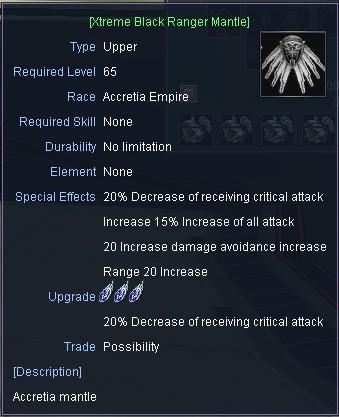 [Xtreme Black Ranger Mantle]
Type Upper
Required Level 65
Race Accretia Empire
Required Skill None
Durability No limitation
Element None
Special Effects 20% Decrease of receiving critical attack
Increase 15% Increase of all attack
20 Increase damage avoidance increase
Range 20 Increase
Upgrade
20% Decrease of receiving critical attack
Trade Possibility
[Description]
Accretia mantle